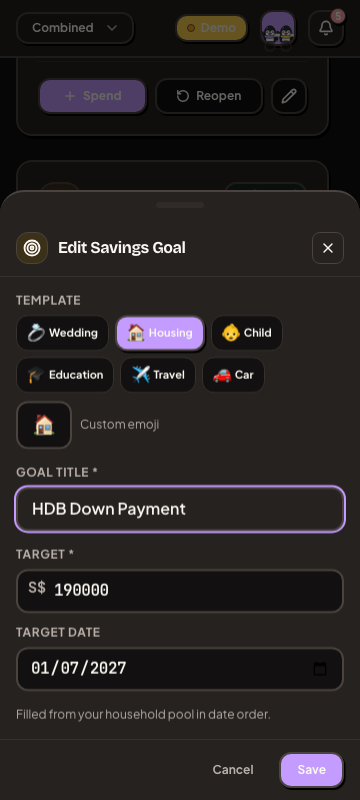 Combined
Demo
5
Spend
Reopen
Edit Savings Goal
TEMPLATE
Wedding
Housing
Child
Education
Travel
Car
Custom emoji
GOAL TITLE *
HDB Down Payment
TARGET *
S$ 190000
TARGET DATE
01/07/2027
Filled from your household pool in date order.
Cancel
Save